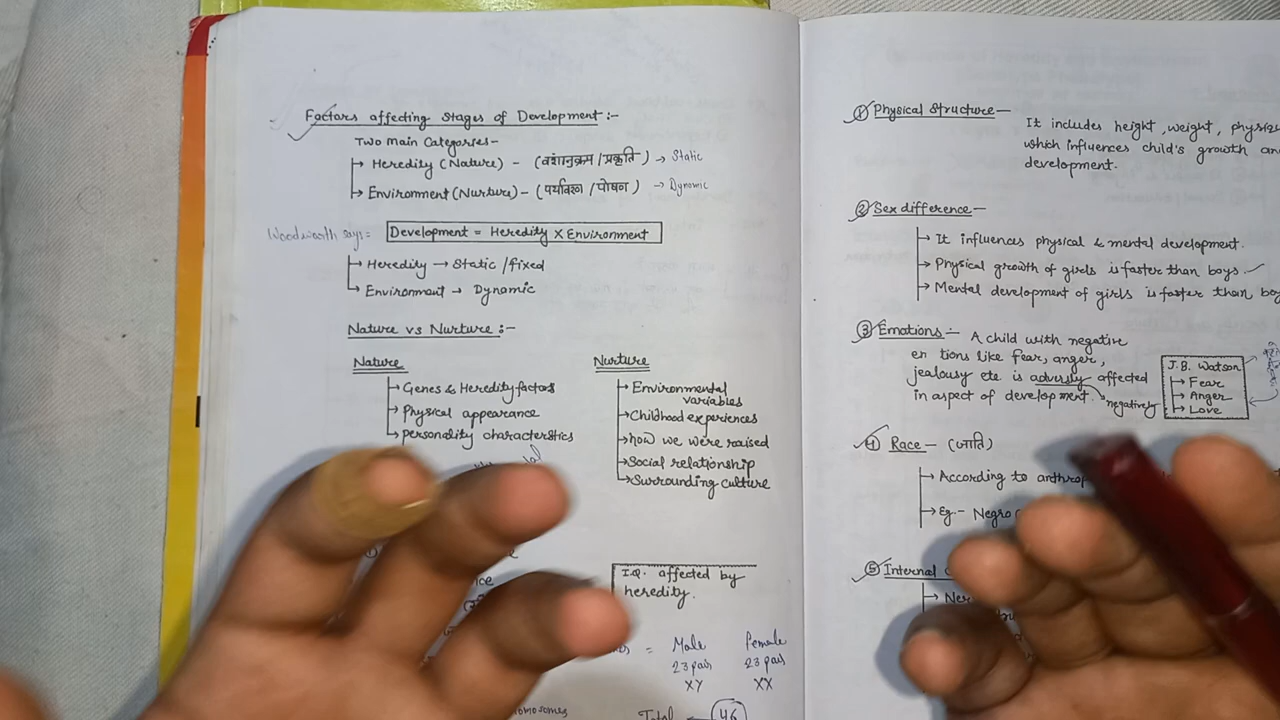 Factors affecting Stages of Development :-
Two main Categories-
Heredity (Nature) - (वंशानुक्रम / प्रकृति) → Static
Environment (Nurture) - (पर्यावरण / पोषण) → Dynamic
Woodworth says = Development = Heredity X Environment
Heredity → Static / fixed
Environment → Dynamic
Nature vs Nurture :-
Nature
Genes & Heredity factors
Physical appearance
Personality characteristics
Nurture
Environmental
variables
Childhood experiences
how we were raised
Social relationship
Surrounding culture
I.Q. affected by
heredity.
= Male Female
23 pair 23 pair
XY XX
Total 46
① Physical Structure-
It includes height, weight,
which influences child's growth
development.
② Sex difference-
It influences physical & mental development.
Physical growth of girls is faster than boys
Mental development of girls is faster than
③ Emotions :- A child with negative
like fear, anger,
jealousy etc. is adversly affected
in aspect of development. negatively
J.B. Watson
Fear
Anger
Love
④ Race - (जाति)
According to
Eg:- Negro
⑤ Internal